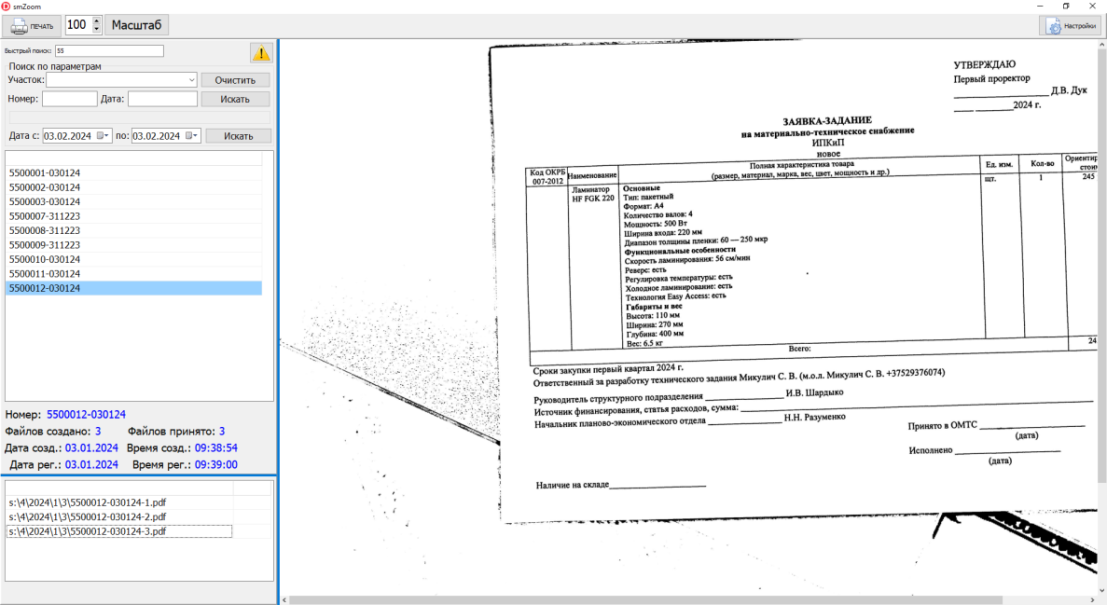 smZoom
ПЕЧАТЬ 100 Масштаб Настройки
Быстрый поиск: 55
Поиск по параметрам
Участок: Очистить
Номер: Дата: Искать
Дата с: 03.02.2024 по: 03.02.2024 Искать
5500001-030124
5500002-030124
5500003-030124
5500007-311223
5500008-311223
5500009-311223
5500010-030124
5500011-030124
5500012-030124
Номер: 5500012-030124
Файлов создано: 3 Файлов принято: 3
Дата созд.: 03.01.2024 Время созд.: 09:38:54
Дата рег.: 03.01.2024 Время рег.: 09:39:00
s:\4\2024\1\3\5500012-030124-1.pdf
s:\4\2024\1\3\5500012-030124-2.pdf
s:\4\2024\1\3\5500012-030124-3.pdf
УТВЕРЖДАЮ
Первый проректор
Д.В. Дук
2024 г.
ЗАЯВКА-ЗАДАНИЕ
на материально-техническое снабжение
ИПКиП
новое
Код ОКРБ 007-2012 Наименование Полная характеристика товара (размер, материал, марка, вес, цвет, мощность и др.) Ед. изм. Кол-во
Ламинатор HF FGK 220 Основные шт. 1 245
Тип: пакетный
Формат: А4
Количество валов: 4
Мощность: 500 Вт
Ширина входа: 220 мм
Диапазон толщины пленки: 60 — 250 мкр
Функциональные особенности
Скорость ламинирования: 56 см/мин
Реверс: есть
Регулировка температуры: есть
Холодное ламинирование: есть
Технология Easy Access: есть
Габариты и вес
Высота: 110 мм
Ширина: 270 мм
Глубина: 400 мм
Вес: 6.5 кг
Всего: 24
Сроки закупки первый квартал 2024 г.
Ответственный за разработку технического задания Микулич С. В. (м.о.л. Микулич С. В. +37529376074)
Руководитель структурного подразделения И.В. Шардыко
Источник финансирования, статья расходов, сумма:
Начальник планово-экономического отдела Н.Н. Разуменко
Принято в ОМТС
(дата)
Исполнено
(дата)
Наличие на складе